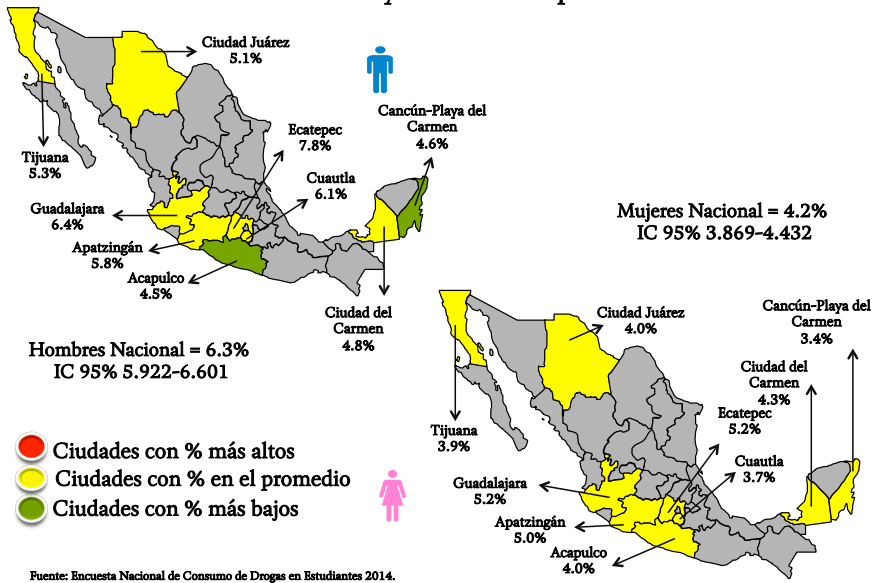 Ciudad Juárez
5.1%
Cancún-Playa del
Carmen
4.6%
Ecatepec
7.8%
Tijuana
5.3%
Cuautla
6.1%
Guadalajara
6.4%
Apatzingán
5.8%
Acapulco
4.5%
Ciudad del
Carmen
4.8%
Hombres Nacional = 6.3%
IC 95% 5.922-6.601
Mujeres Nacional = 4.2%
IC 95% 3.869-4.432
Ciudad Juárez
4.0%
Cancún-Playa del
Carmen
3.4%
Ciudad del
Carmen
4.3%
Ecatepec
5.2%
Tijuana
3.9%
Cuautla
3.7%
Guadalajara
5.2%
Apatzingán
5.0%
Acapulco
4.0%
Ciudades con % más altos
Ciudades con % en el promedio
Ciudades con % más bajos
Fuente: Encuesta Nacional de Consumo de Drogas en Estudiantes 2014.